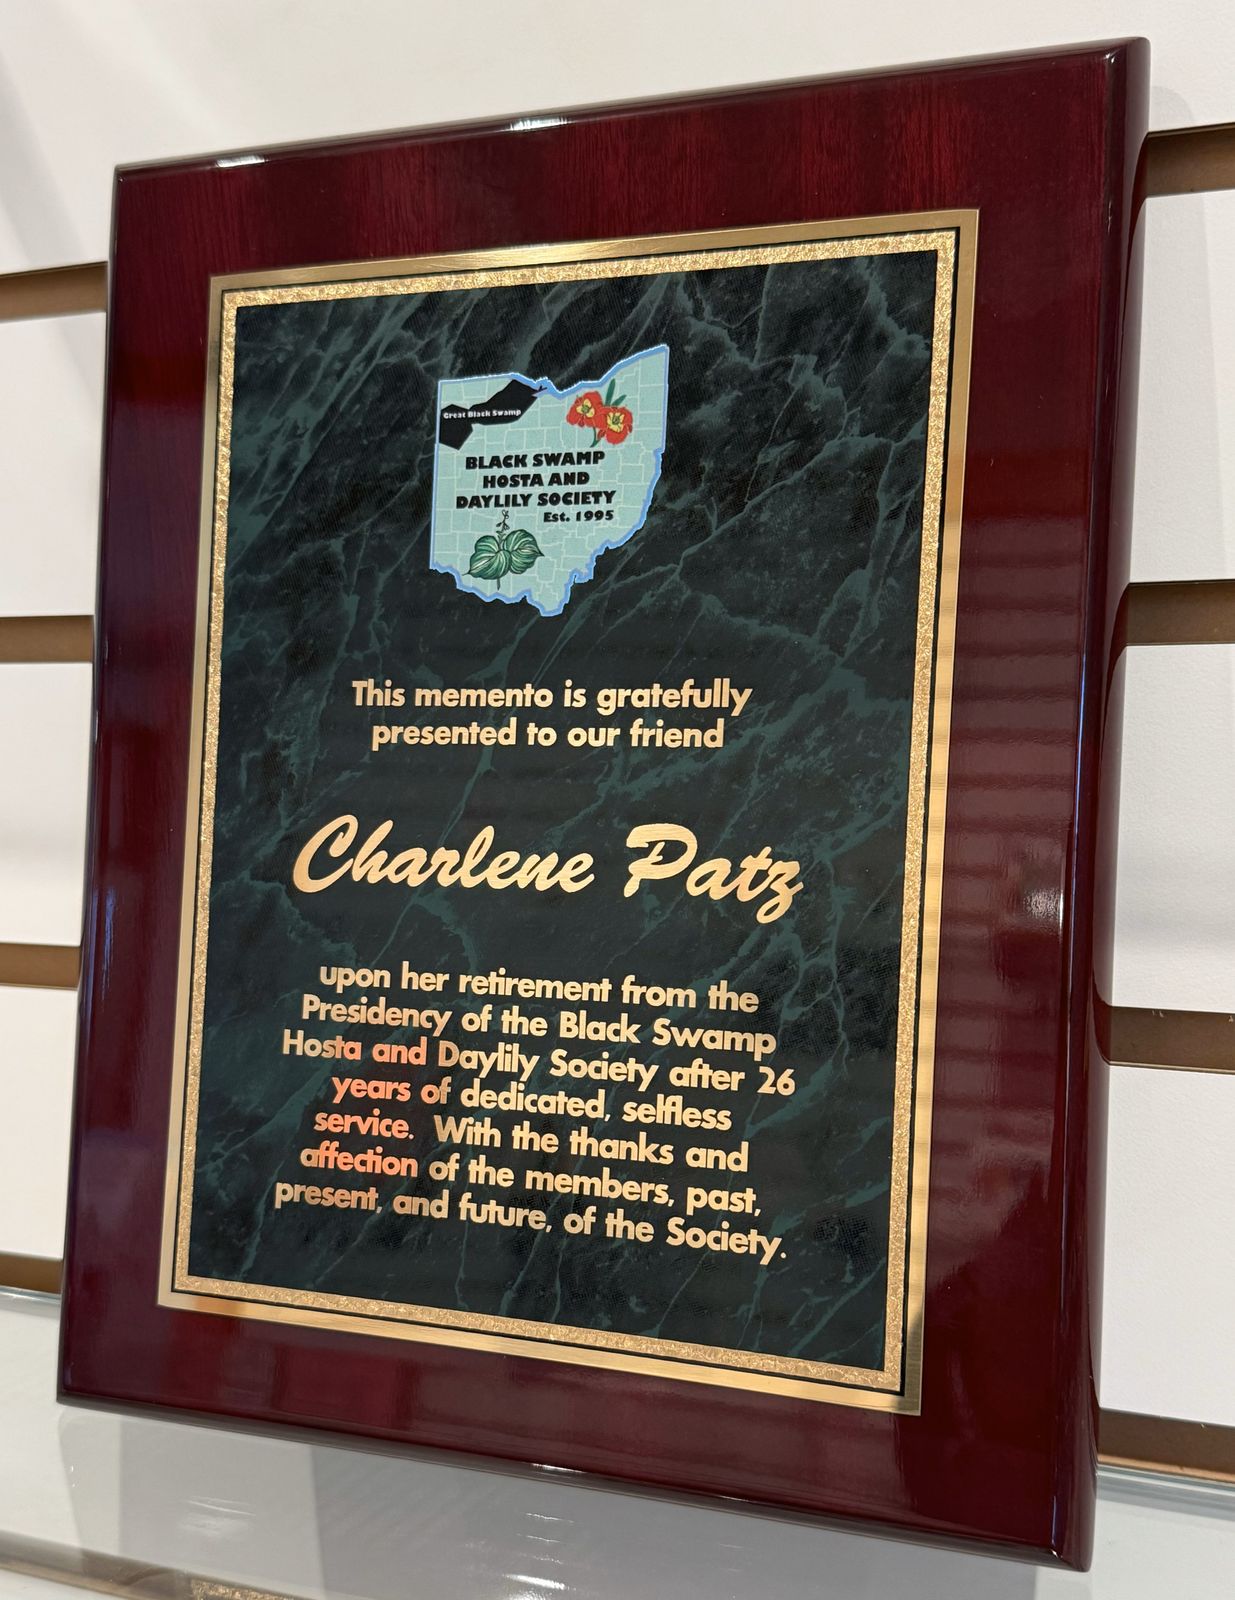 Great Black Swamp
BLACK SWAMP
HOSTA AND
DAYLILY SOCIETY
Est. 1995
This memento is gratefully
presented to our friend
Charlene Patz
upon her retirement from the
Presidency of the Black Swamp
Hosta and Daylily Society after 26
years of dedicated, selfless
service. With the thanks and
affection of the members, past,
present, and future, of the Society.